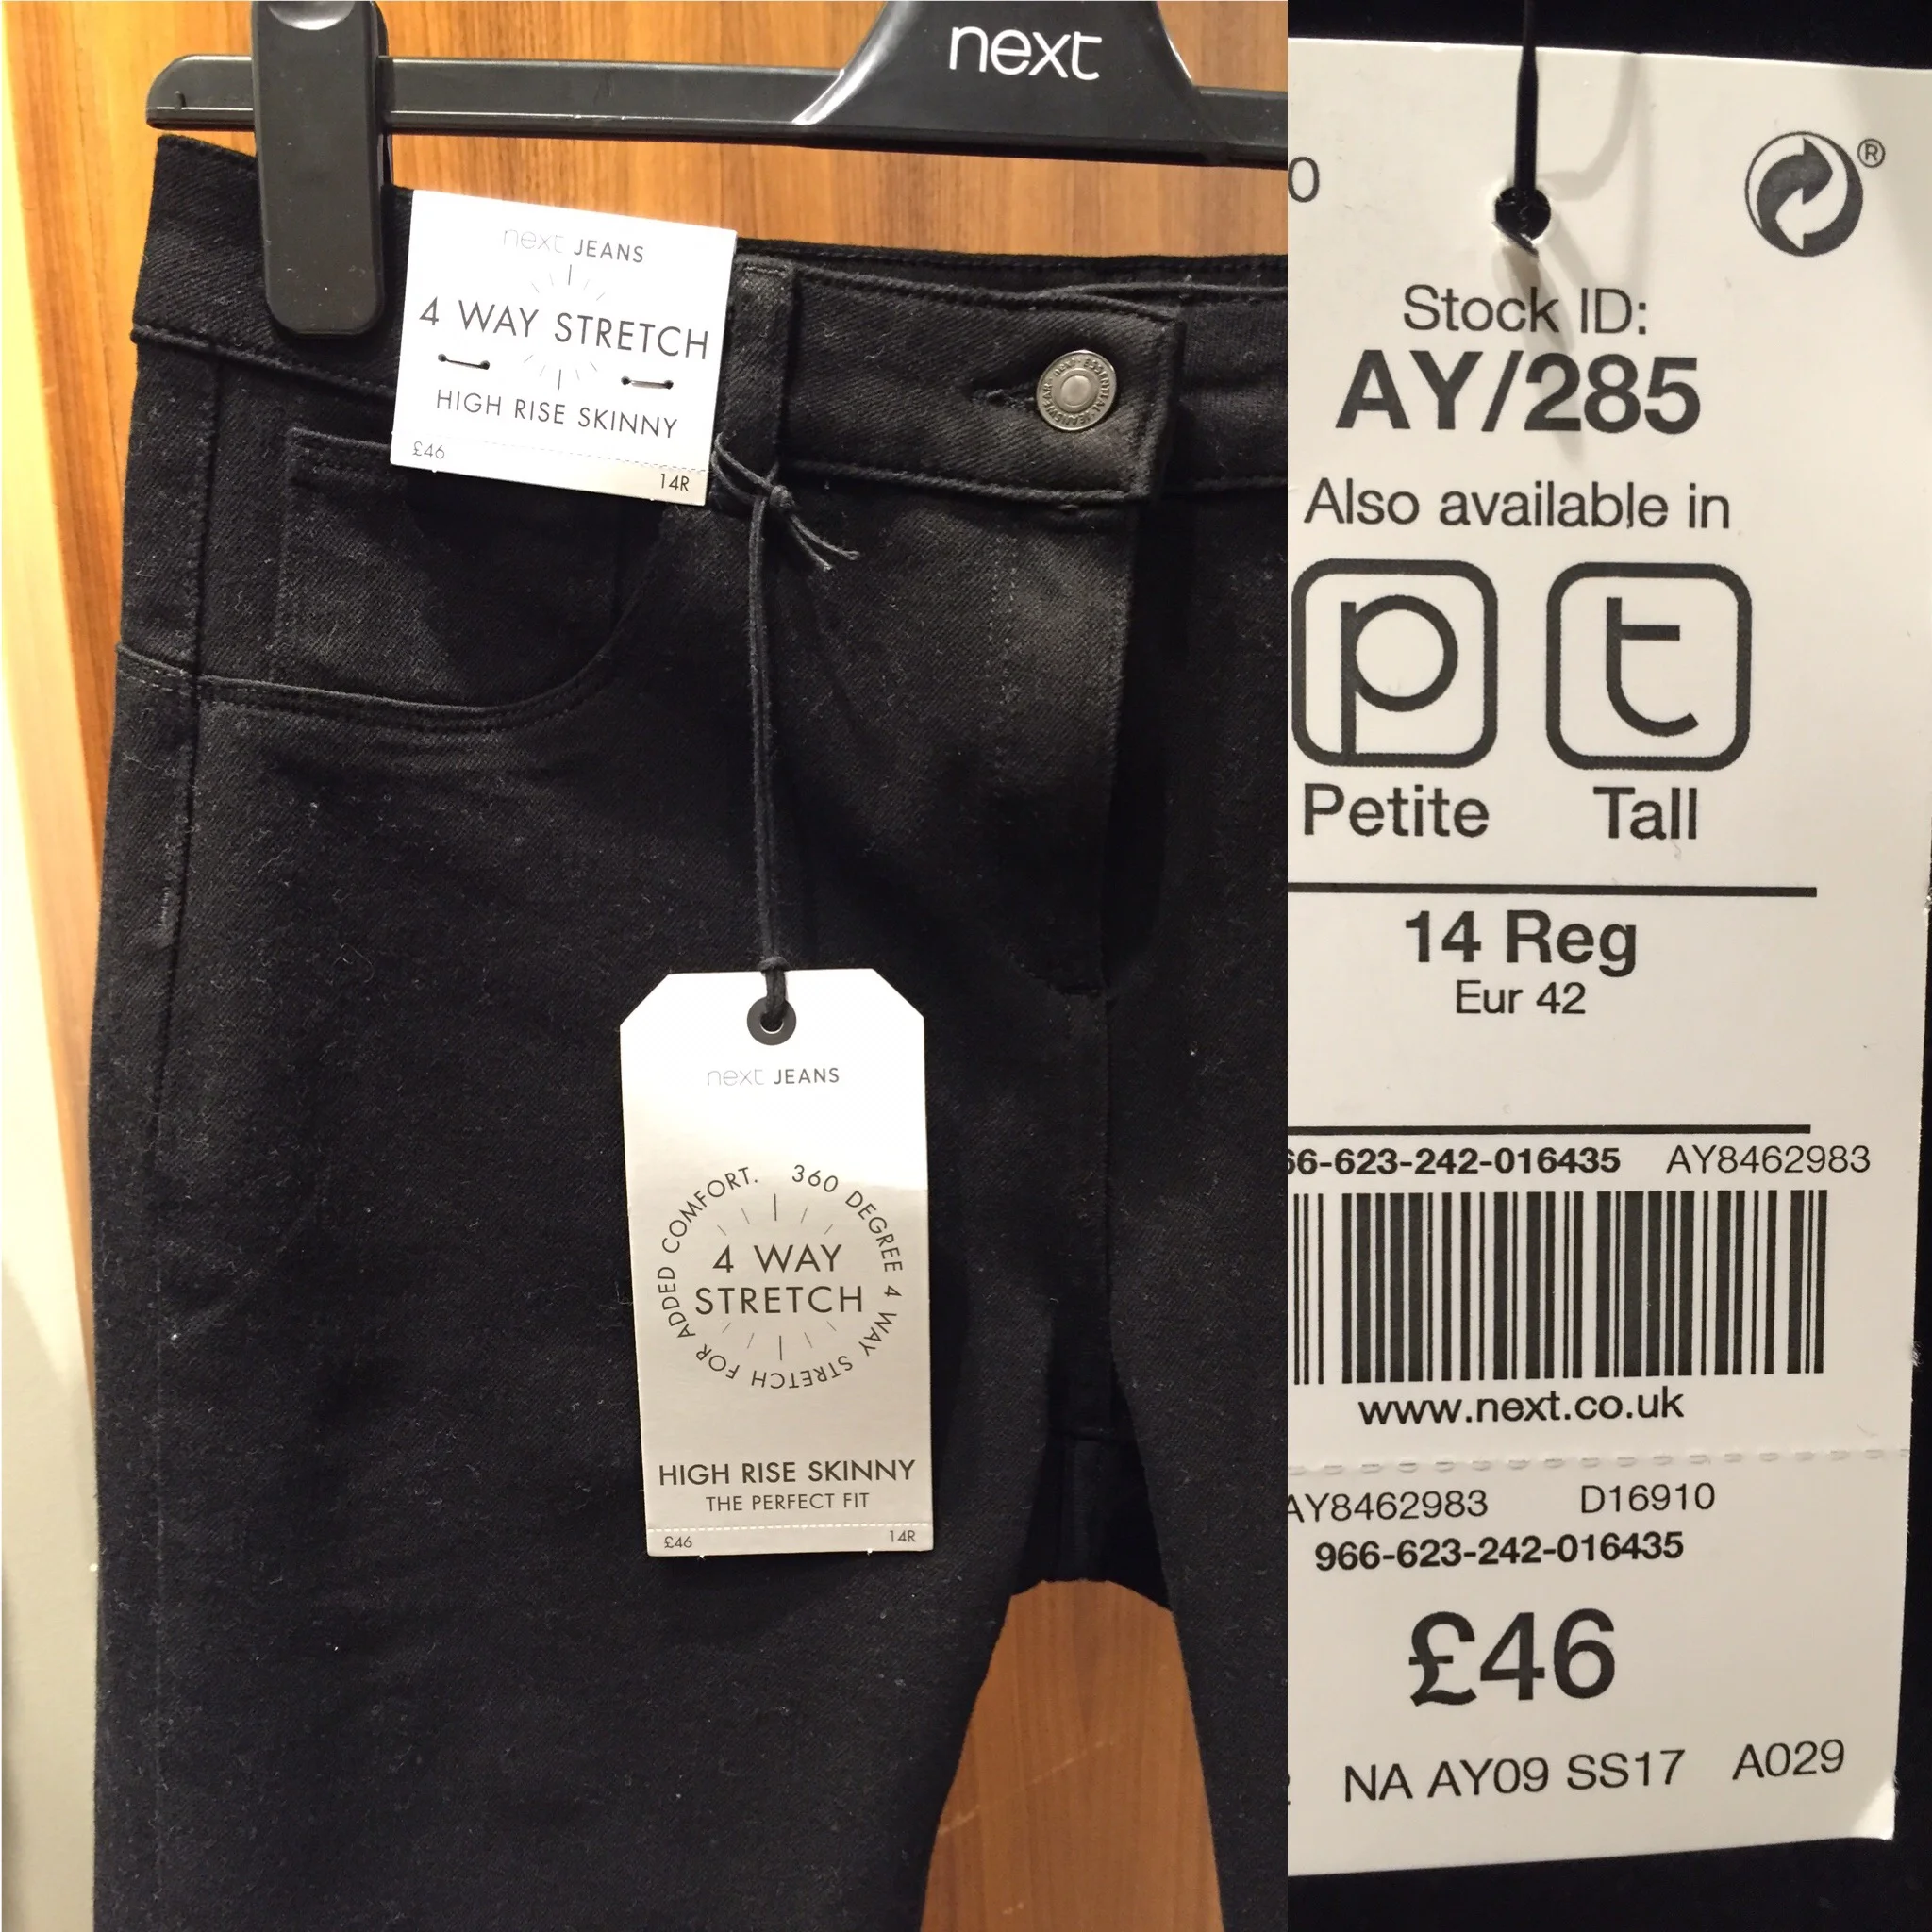 next
next JEANS
4 WAY STRETCH
HIGH RISE SKINNY
£46
14R
next JEANS
360 DEGREE 4 WAY STRETCH FOR ADDED COMFORT.
4 WAY
STRETCH
HIGH RISE SKINNY
THE PERFECT FIT
£46 14R
0
®
Stock ID:
AY/285
Also available in
p t
Petite Tall
14 Reg
Eur 42
66-623-242-016435 AY8462983
www.next.co.uk
AY8462983 D16910
966-623-242-016435
£46
NA AY09 SS17 A029